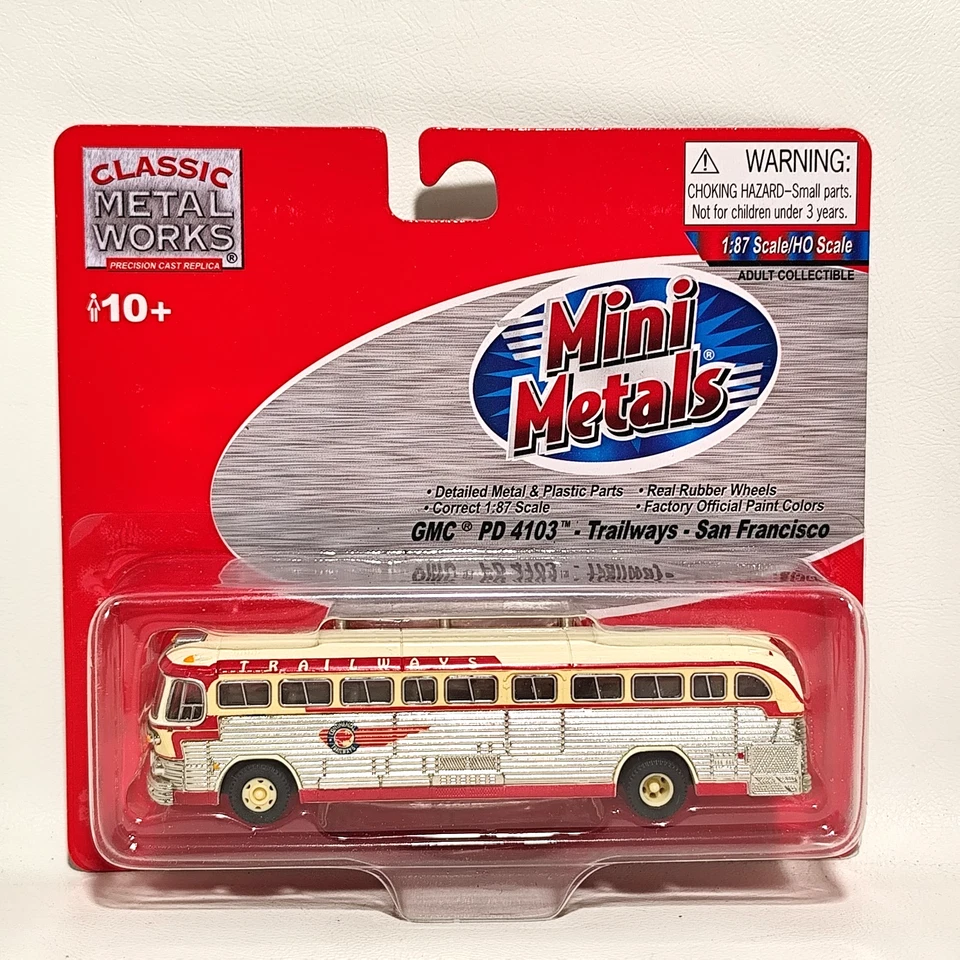 CLASSIC
METAL
WORKS®
PRECISION CAST REPLICA
10+
WARNING:
CHOKING HAZARD–Small parts.
Not for children under 3 years.
1:87 Scale/HO Scale
ADULT COLLECTIBLE
Mini
Metals®
• Detailed Metal & Plastic Parts • Real Rubber Wheels
• Correct 1:87 Scale • Factory Official Paint Colors
GMC® PD 4103™ - Trailways - San Francisco
TRAILWAYS